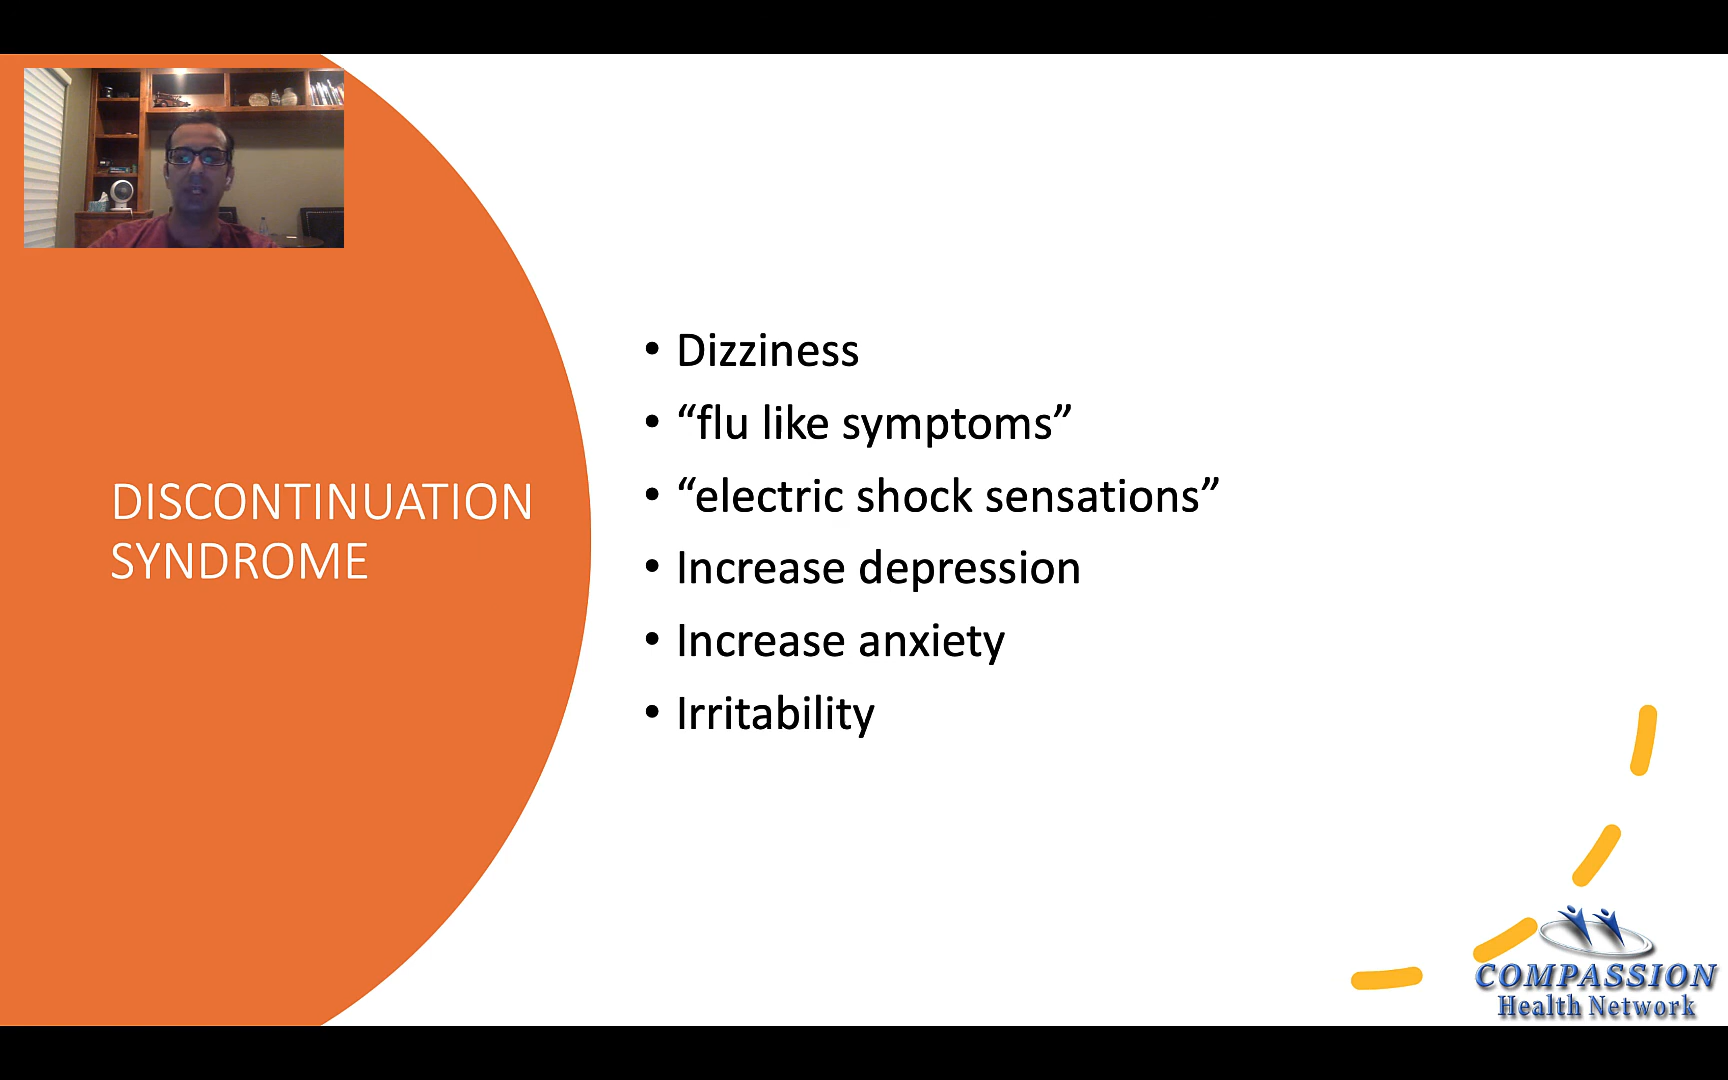 DISCONTINUATION
SYNDROME
• Dizziness
• “flu like symptoms”
• “electric shock sensations”
• Increase depression
• Increase anxiety
• Irritability
COMPASSION
Health Network